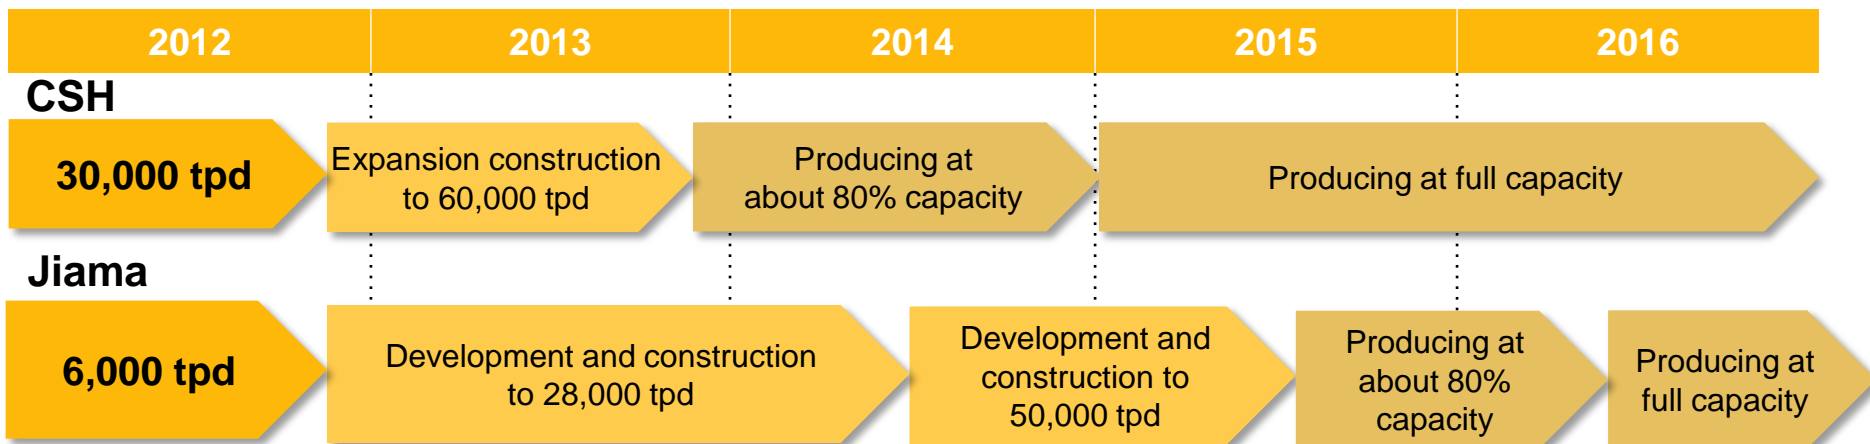 2012 2013 2014 2015 2016
CSH
30,000 tpd
Expansion construction
to 60,000 tpd
Producing at
about 80% capacity
Producing at full capacity
Jiama
6,000 tpd
Development and construction
to 28,000 tpd
Development and
construction to
50,000 tpd
Producing at
about 80%
capacity
Producing at
full capacity